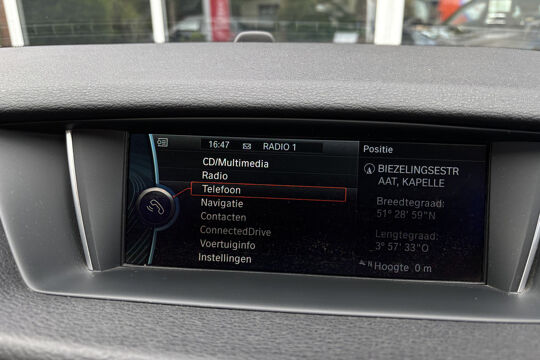 16:47 RADIO 1
CD/Multimedia
Radio
Telefoon
Navigatie
Contacten
ConnectedDrive
Voertuiginfo
Instellingen
Positie
BIEZELINGESTR
AAT, KAPELLE
Breedtegraad:
51° 28' 59"N
Lengtegraad:
3° 57' 33"O
N Hoogte 0 m